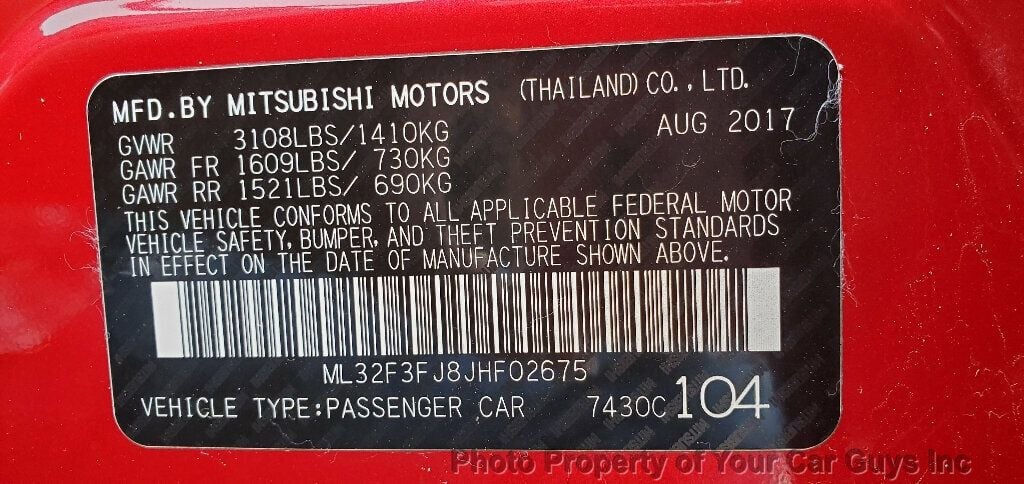 MFD.BY MITSUBISHI MOTORS (THAILAND) CO., LTD.
GVWR 3108LBS/1410KG AUG 2017
GAWR FR 1609LBS/ 730KG
GAWR RR 1521LBS/ 690KG
THIS VEHICLE CONFORMS TO ALL APPLICABLE FEDERAL MOTOR
VEHICLE SAFETY, BUMPER, AND THEFT PREVENTION STANDARDS
IN EFFECT ON THE DATE OF MANUFACTURE SHOWN ABOVE.
ML32F3FJ8JHF02675
VEHICLE TYPE:PASSENGER CAR 7430C 104
Photo Property of Your Car Guys Inc